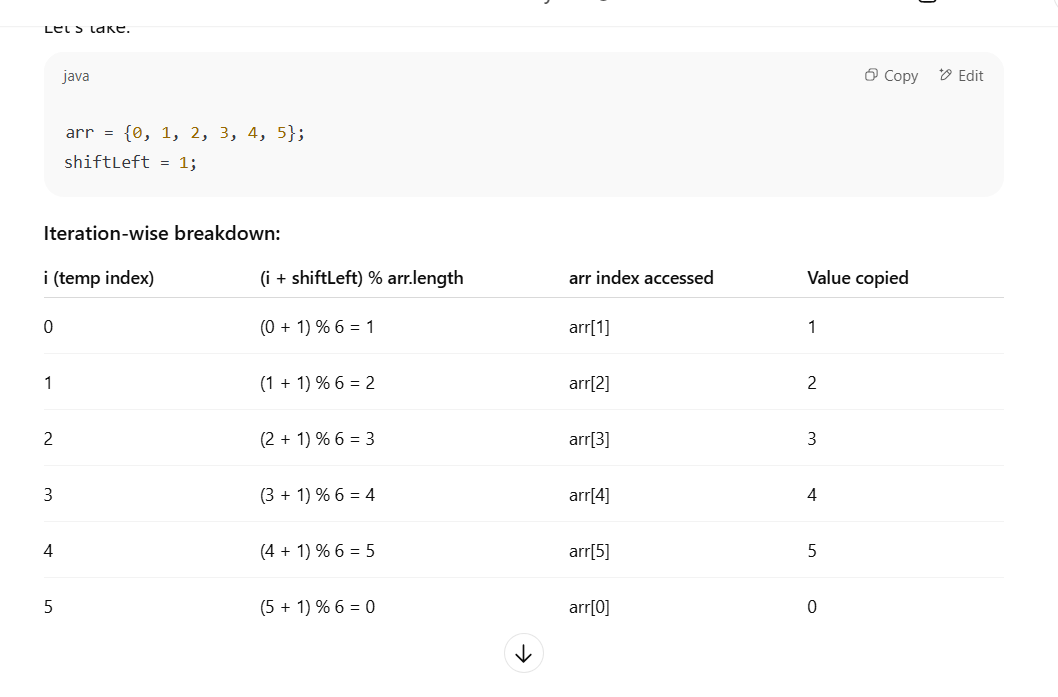 Let's take:
java
Copy
Edit
arr = {0, 1, 2, 3, 4, 5};
shiftLeft = 1;
Iteration-wise breakdown:
i (temp index) (i + shiftLeft) % arr.length arr index accessed Value copied
0 (0 + 1) % 6 = 1 arr[1] 1
1 (1 + 1) % 6 = 2 arr[2] 2
2 (2 + 1) % 6 = 3 arr[3] 3
3 (3 + 1) % 6 = 4 arr[4] 4
4 (4 + 1) % 6 = 5 arr[5] 5
5 (5 + 1) % 6 = 0 arr[0] 0